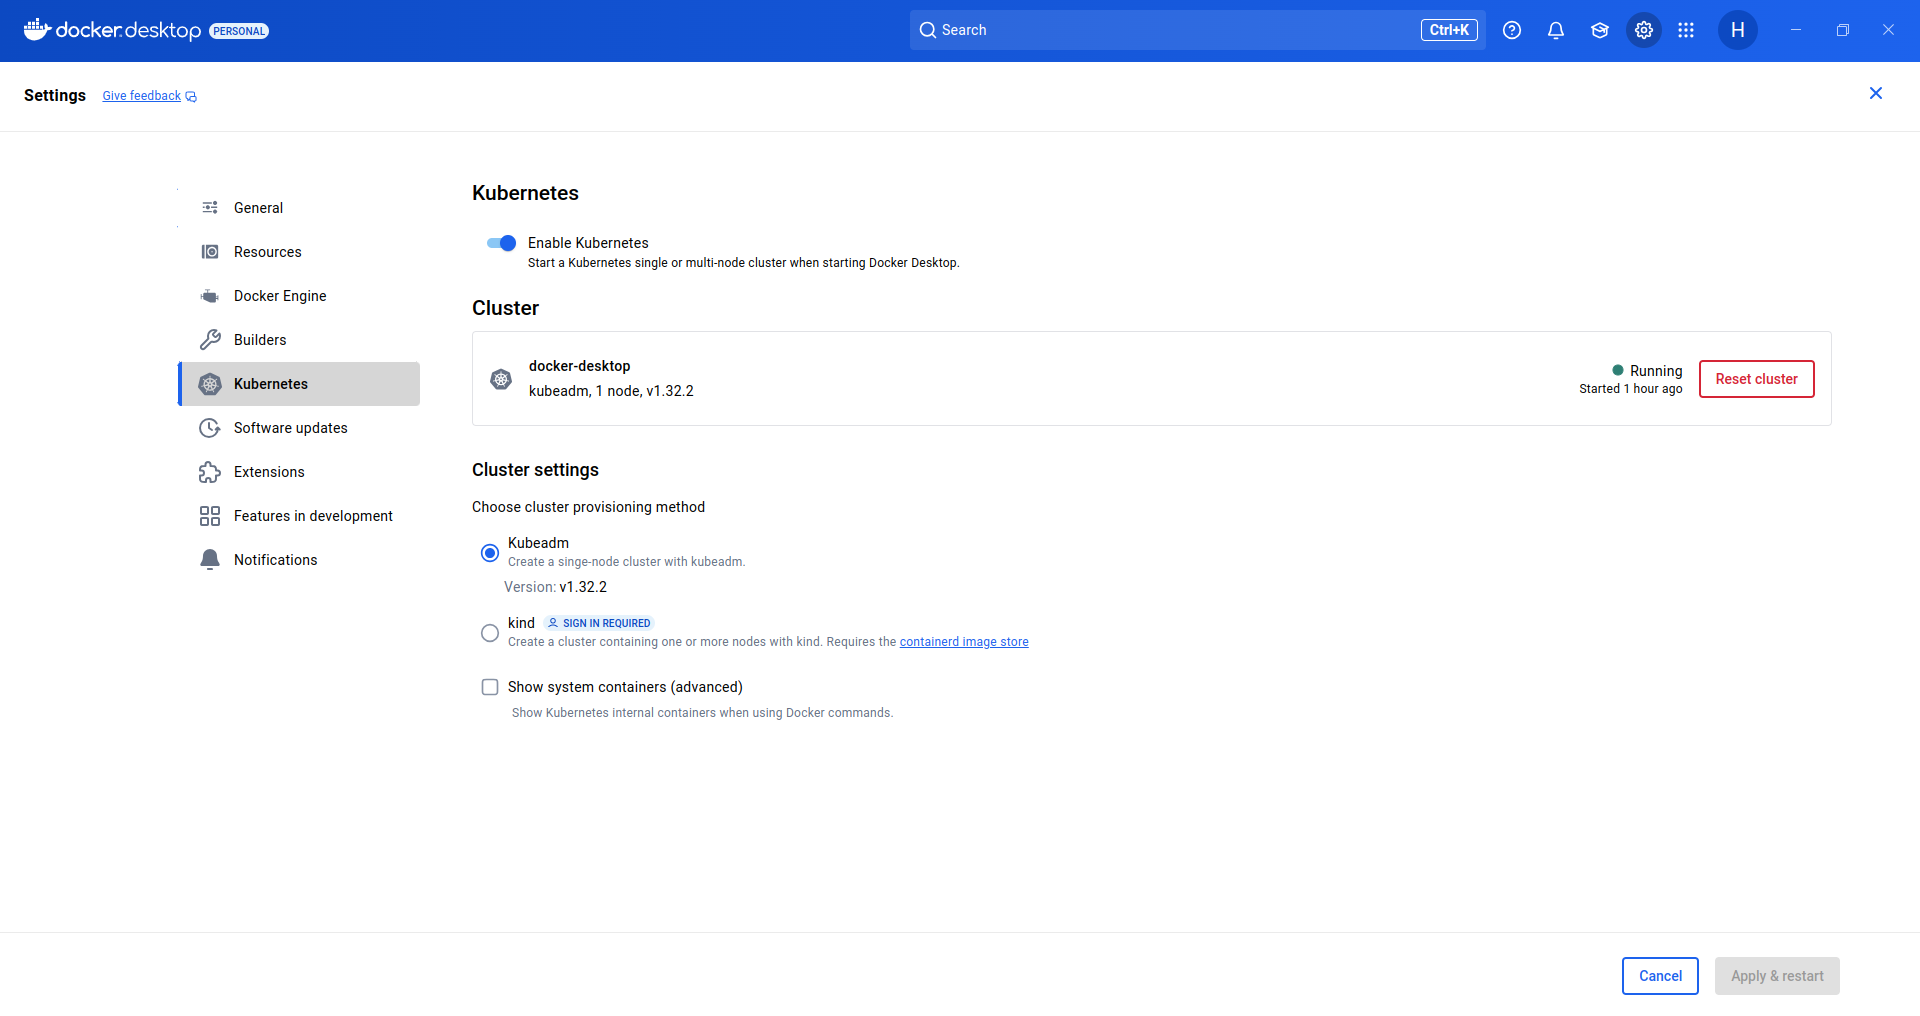 docker.desktop PERSONAL
Search Ctrl+K
H
Settings Give feedback
General
Resources
Docker Engine
Builders
Kubernetes
Software updates
Extensions
Features in development
Notifications
Kubernetes
Enable Kubernetes
Start a Kubernetes single or multi-node cluster when starting Docker Desktop.
Cluster
docker-desktop
kubeadm, 1 node, v1.32.2
Running
Started 1 hour ago
Reset cluster
Cluster settings
Choose cluster provisioning method
Kubeadm
Create a singe-node cluster with kubeadm.
Version: v1.32.2
kind SIGN IN REQUIRED
Create a cluster containing one or more nodes with kind. Requires the containerd image store
Show system containers (advanced)
Show Kubernetes internal containers when using Docker commands.
Cancel Apply & restart